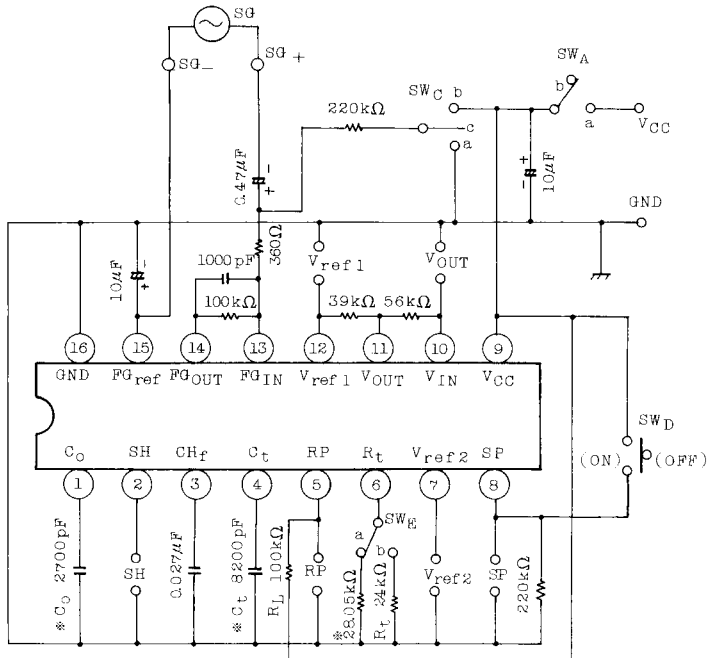 SG
SG− SG+
SWA
SWC b
b
220kΩ
c
a
a
VCC
0.47μF
+ −
− +
10μF
GND
360Ω
1000pF
10μF
+ −
Vref1
VOUT
100kΩ
39kΩ 56kΩ
16 15 14 13 12 11 10 9
GND FGref FGOUT FGIN Vref1 VOUT VIN VCC
SWD
(ON) (OFF)
Co SH CHf Ct RP Rt Vref2 SP
1 2 3 4 5 6 7 8
SWE
a
b
*Co 2700pF
SH
0.027μF
*Ct 8200pF
RL 100kΩ
RP
*28.05kΩ
Rt 24kΩ
Vref2
SP
220kΩ